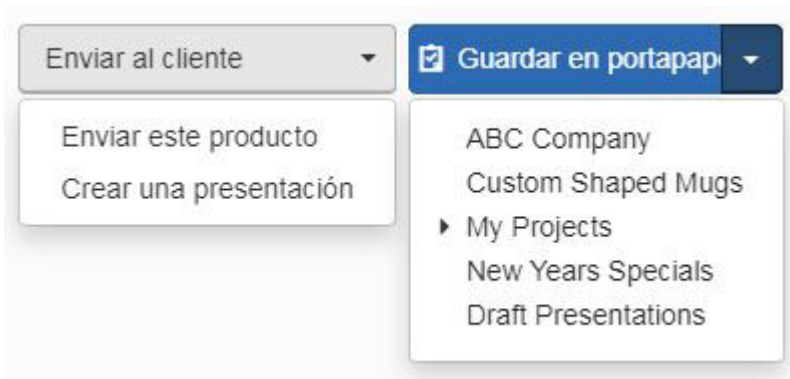 Enviar al cliente
Enviar este producto
Crear una presentación
Guardar en portapap
ABC Company
Custom Shaped Mugs
My Projects
New Years Specials
Draft Presentations